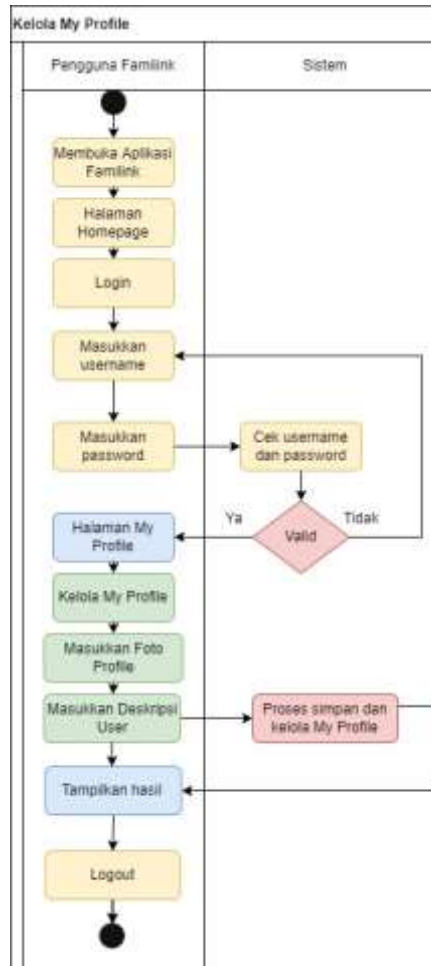 Kelola My Profile
Pengguna Familink
Sistem
Membuka Aplikasi
Familink
Halaman
Homepage
Login
Masukkan
username
Masukkan
password
Cek username
dan password
Ya
Valid
Tidak
Halaman My
Profile
Kelola My Profile
Masukkan Foto
Profile
Masukkan Deskripsi
User
Proses simpan dan
kelola My Profile
Tampilkan hasil
Logout